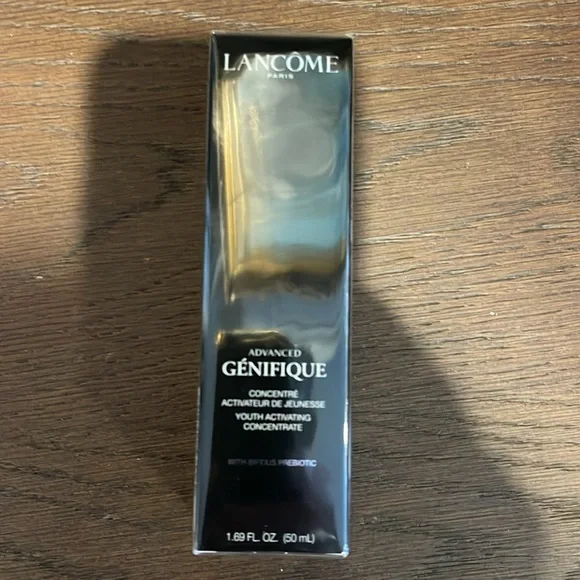 LANCÔME
PARIS
ADVANCED
GÉNIFIQUE
CONCENTRÉ
ACTIVATEUR DE JEUNESSE
YOUTH ACTIVATING
CONCENTRATE
WITH BIFIDUS PREBIOTIC
1.69 FL. OZ. (50 mL)